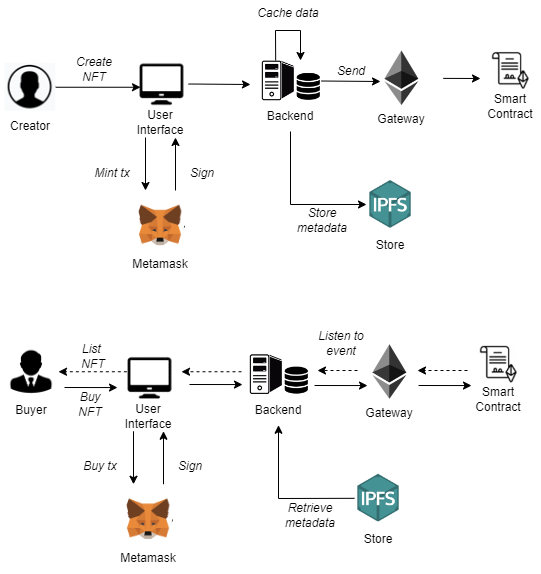 Cache data
Create
NFT
Send
Creator
User
Interface
Backend
Gateway
Smart
Contract
Mint tx
Sign
IPFS
Store
metadata
Store
Metamask
List
NFT
Listen to
event
Buyer
Buy
NFT
User
Interface
Backend
Gateway
Smart
Contract
Buy tx
Sign
IPFS
Retrieve
metadata
Store
Metamask